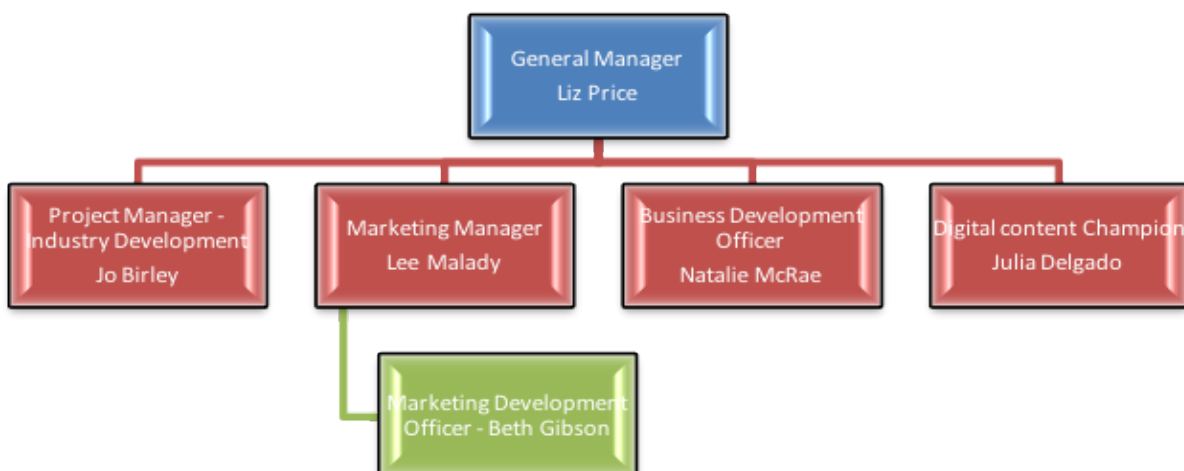 General Manager
Liz Price
Project Manager -
Industry Development
Jo Birley
Marketing Manager
Lee Malady
Business Development
Officer
Natalie McRae
Digital content Champion
Julia Delgado
Marketing Development
Officer - Beth Gibson